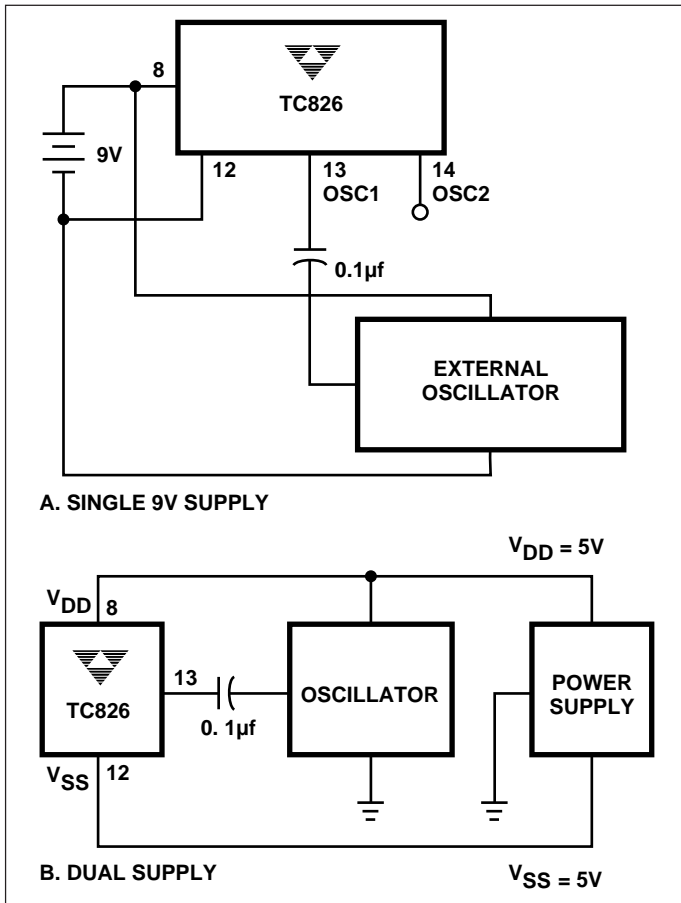 8
TC826
9V
12
13
OSC1
14
OSC2
0.1µf
EXTERNAL
OSCILLATOR
A. SINGLE 9V SUPPLY
VDD = 5V
VDD
8
TC826
13
0. 1µf
OSCILLATOR
POWER
SUPPLY
VSS
12
B. DUAL SUPPLY
VSS = 5V